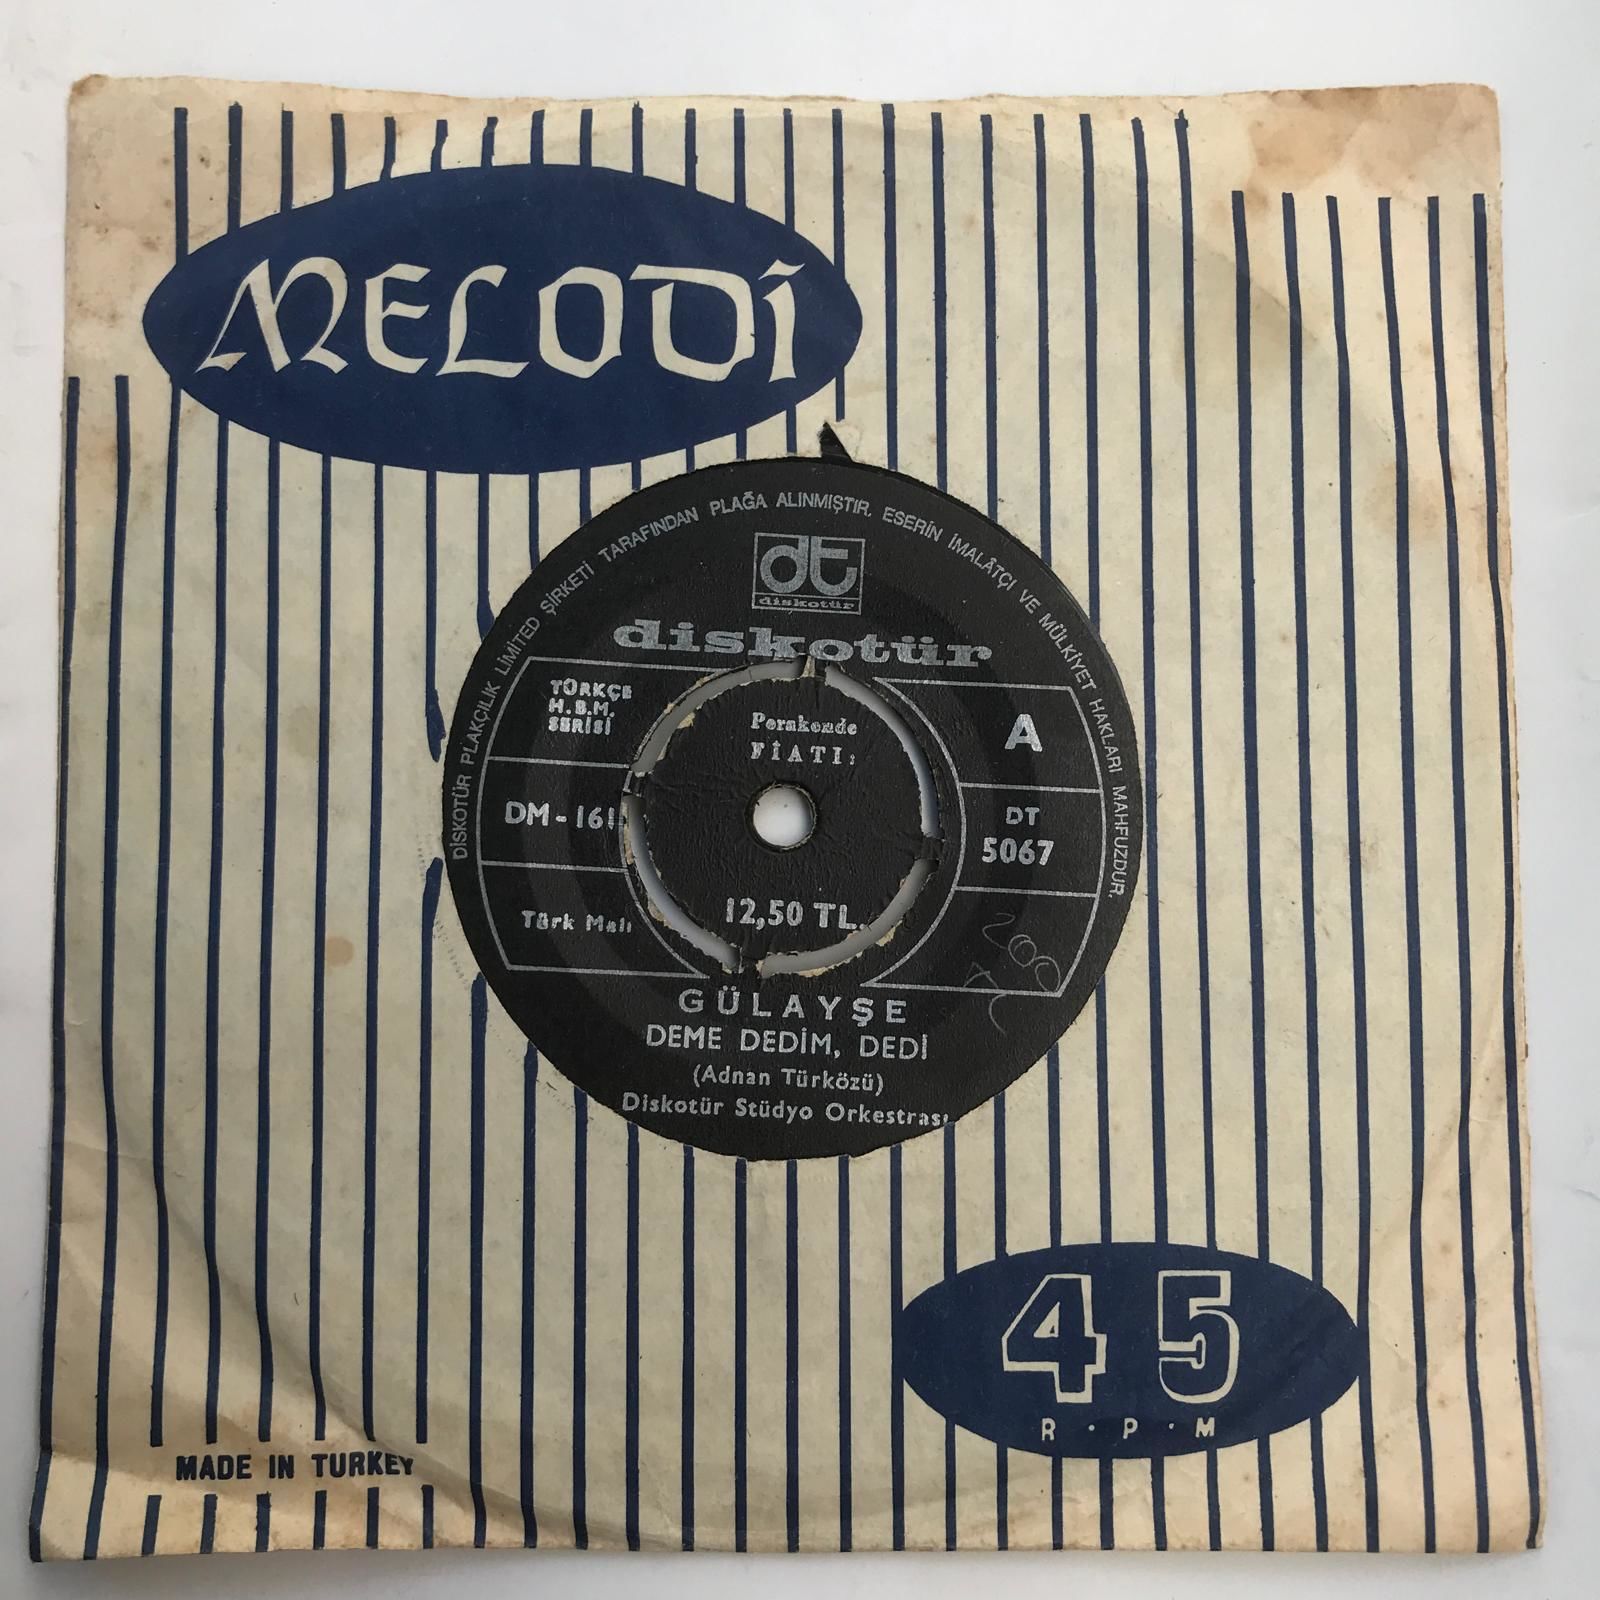 MELODİ
DİSKOTÜR PLAKÇILIK LİMİTED ŞİRKETİ TARAFINDAN PLAĞA ALINMIŞTIR. ESERİN İMALÂTÇI VE MÜLKİYET HAKLARI MAHFUZDUR.
dt
diskotür
diskotür
TÜRKÇE
H.B.M.
SERİSİ
Perakende
FİATI:
A
DM-161
DT
5067
Türk Malı
12,50 TL.
200
GÜLAYŞE
DEME DEDİM, DEDİ
(Adnan Türközü)
Diskotür Stüdyo Orkestrası
45
R·P·M
MADE IN TURKEY